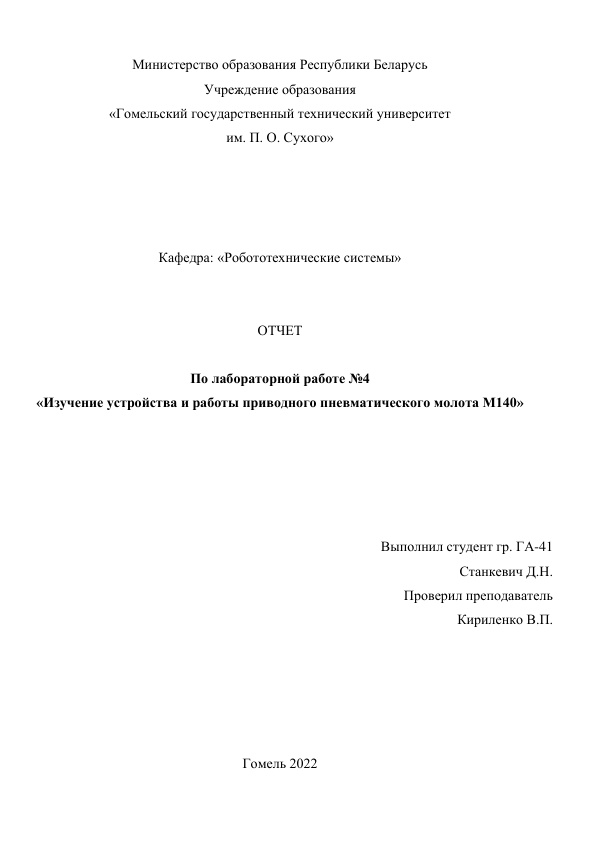 Министерство образования Республики Беларусь
Учреждение образования
«Гомельский государственный технический университет
им. П. О. Сухого»
Кафедра: «Робототехнические системы»
ОТЧЕТ
По лабораторной работе №4
«Изучение устройства и работы приводного пневматического молота М140»
Выполнил студент гр. ГА-41
Станкевич Д.Н.
Проверил преподаватель
Кириленко В.П.
Гомель 2022